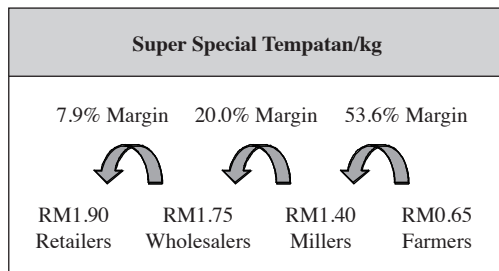 Super Special Tempatan/kg
7.9% Margin 20.0% Margin 53.6% Margin
RM1.90 RM1.75 RM1.40 RM0.65
Retailers Wholesalers Millers Farmers